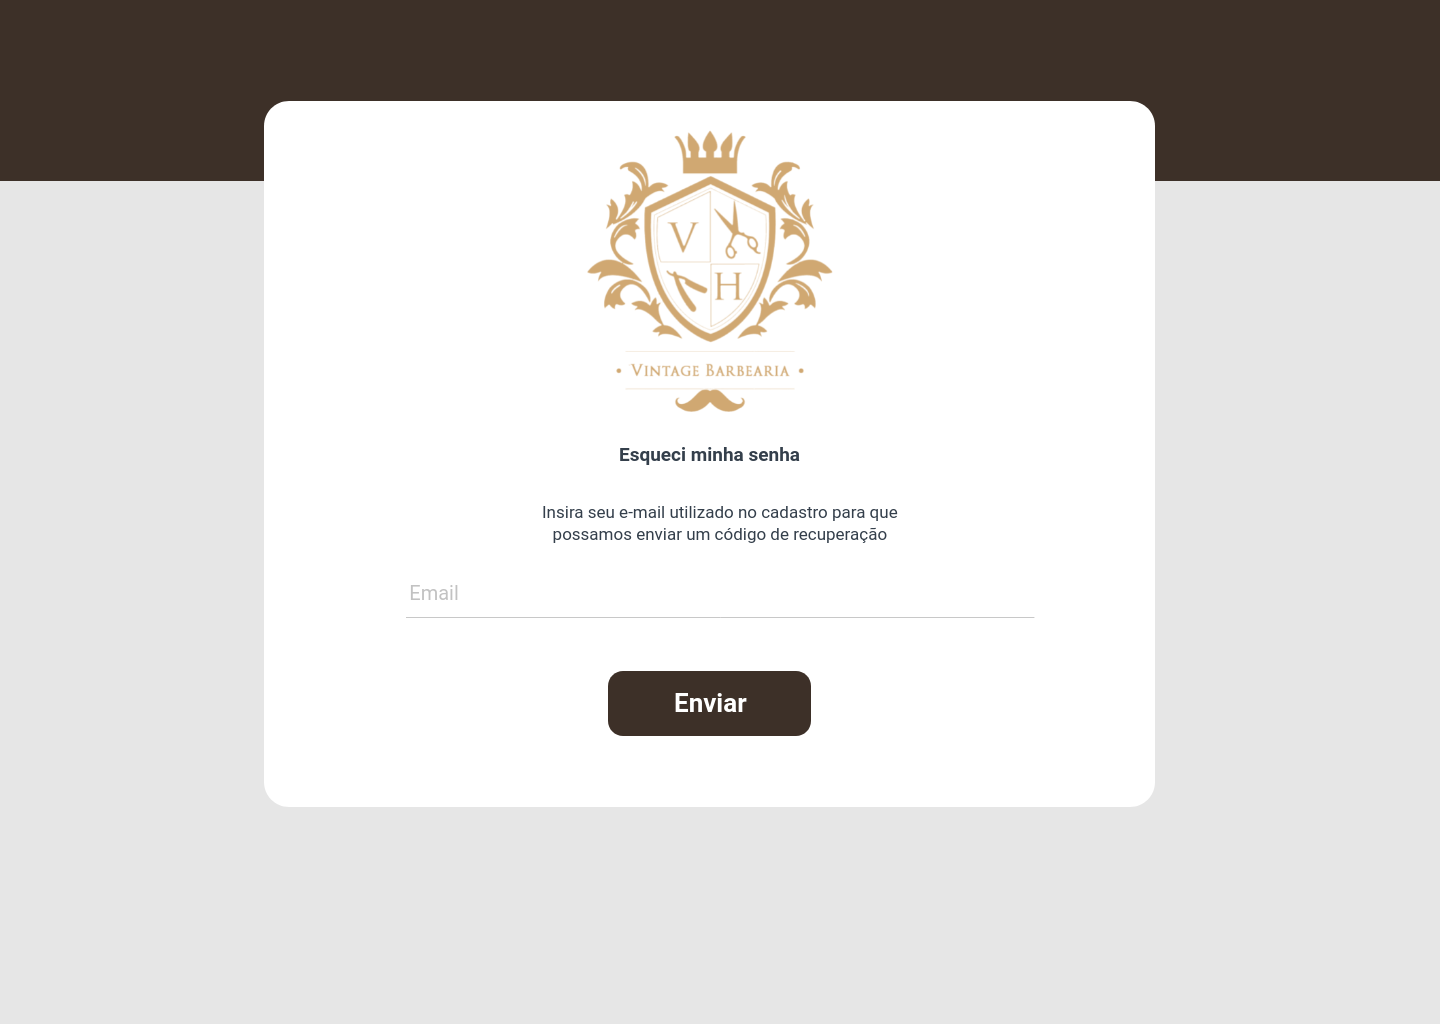 V
H
• Vintage Barbearia •
Esqueci minha senha
Insira seu e-mail utilizado no cadastro para que
possamos enviar um código de recuperação
Email
Enviar